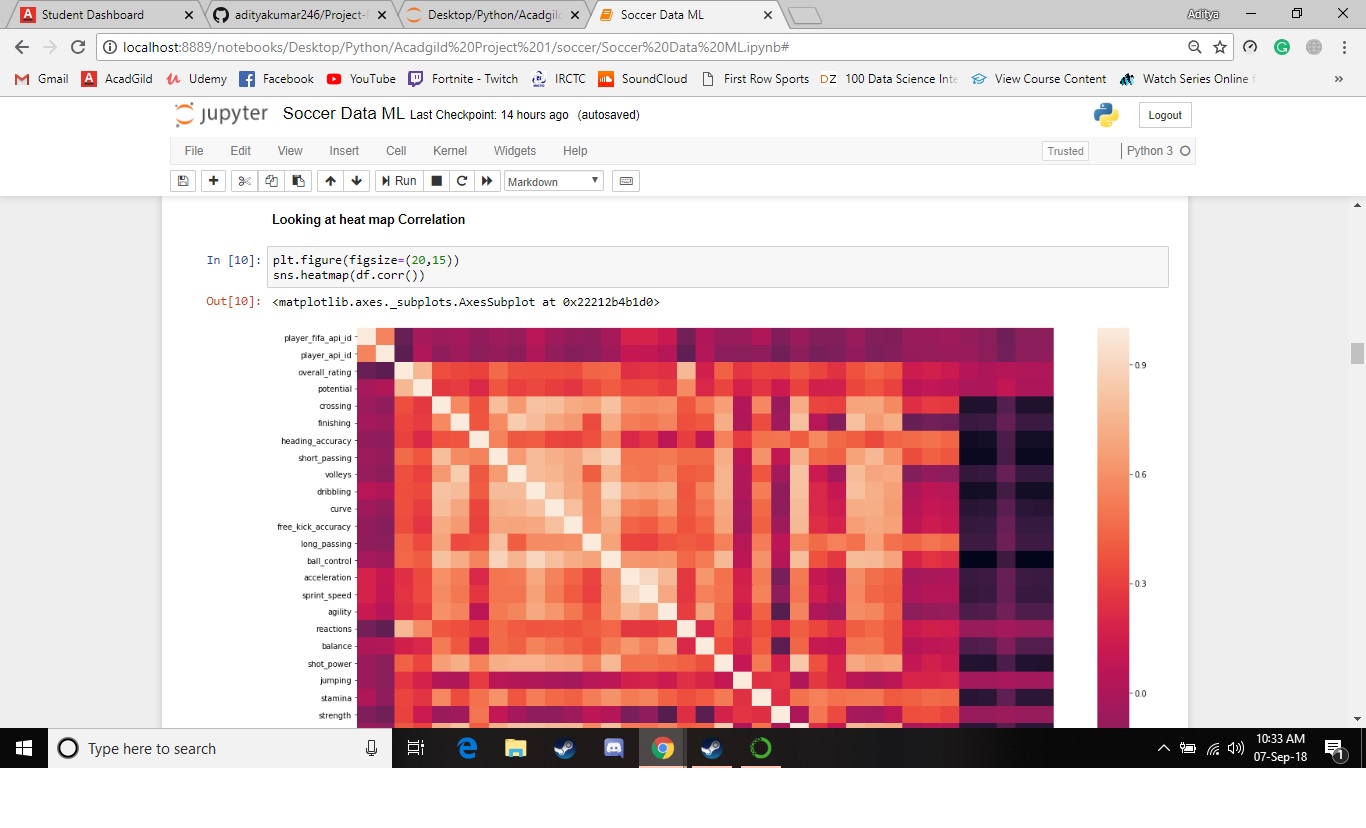 Student Dashboard
adityakumar246/Project-
Desktop/Python/Acadgild
Soccer Data ML
Aditya
localhost:8889/notebooks/Desktop/Python/Acadgild%20Project%201/soccer/Soccer%20Data%20ML.ipynb#
Gmail AcadGild Udemy Facebook YouTube Fortnite - Twitch IRCTC SoundCloud First Row Sports DZ 100 Data Science Inte View Course Content Watch Series Online »
jupyter Soccer Data ML Last Checkpoint: 14 hours ago (autosaved) Logout
File Edit View Insert Cell Kernel Widgets Help Trusted Python 3
Run Markdown
Looking at heat map Correlation
In [10]: plt.figure(figsize=(20,15))
sns.heatmap(df.corr())
Out[10]: <matplotlib.axes._subplots.AxesSubplot at 0x22212b4b1d0>
player_fifa_api_id
player_api_id
overall_rating
potential
crossing
finishing
heading_accuracy
short_passing
volleys
dribbling
curve
free_kick_accuracy
long_passing
ball_control
acceleration
sprint_speed
agility
reactions
balance
shot_power
jumping
stamina
strength
0.9
0.6
0.3
0.0
Type here to search
10:33 AM
07-Sep-18
1